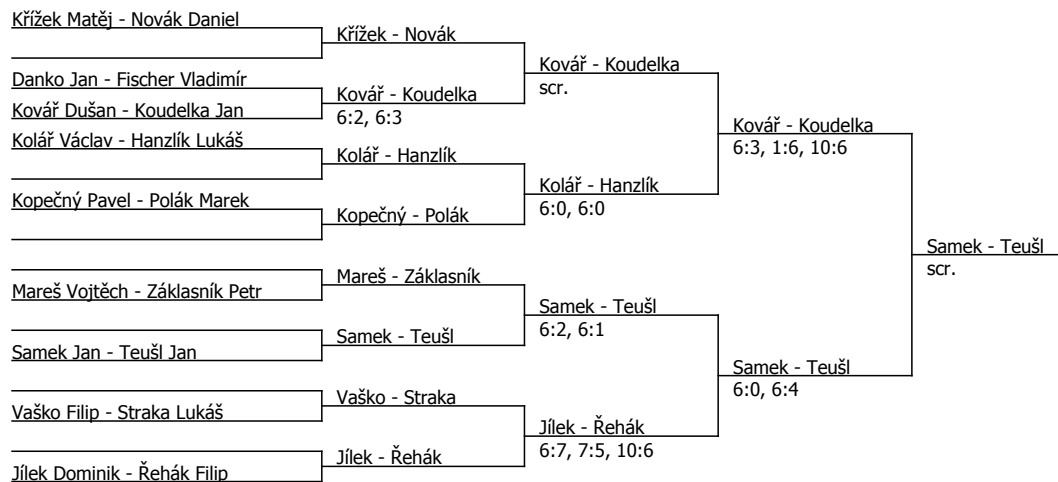 Křížek Matěj - Novák Daniel
Danko Jan - Fischer Vladimír
Kovář Dušan - Koudelka Jan
Kolář Václav - Hanzlík Lukáš
Kopečný Pavel - Polák Marek
Mareš Vojtěch - Záklasník Petr
Samek Jan - Teušl Jan
Vaško Filip - Straka Lukáš
Jílek Dominik - Řehák Filip
Křížek - Novák
Kovář - Koudelka
6:2, 6:3
Kolář - Hanzlík
Kopečný - Polák
Mareš - Záklasník
Samek - Teušl
Vaško - Straka
Jílek - Řehák
Kovář - Koudelka
scr.
Kolář - Hanzlík
6:0, 6:0
Samek - Teušl
6:2, 6:1
Jílek - Řehák
6:7, 7:5, 10:6
Kovář - Koudelka
6:3, 1:6, 10:6
Samek - Teušl
6:0, 6:4
Samek - Teušl
scr.